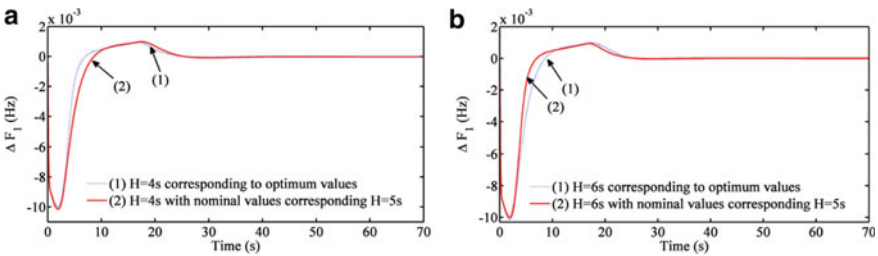 a
× 10⁻³
2
0
-2
-4
-6
-8
-10
Δ F₁ (Hz)
(1)
(2)
(1) H=4s corresponding to optimum values
(2) H=4s with nominal values corresponding H=5s
0 10 20 30 40 50 60 70
Time (s)
b
× 10⁻³
2
0
-2
-4
-6
-8
-10
Δ F₁ (Hz)
(1)
(2)
(1) H=6s corresponding to optimum values
(2) H=6s with nominal values corresponding H=5s
0 10 20 30 40 50 60 70
Time (s)